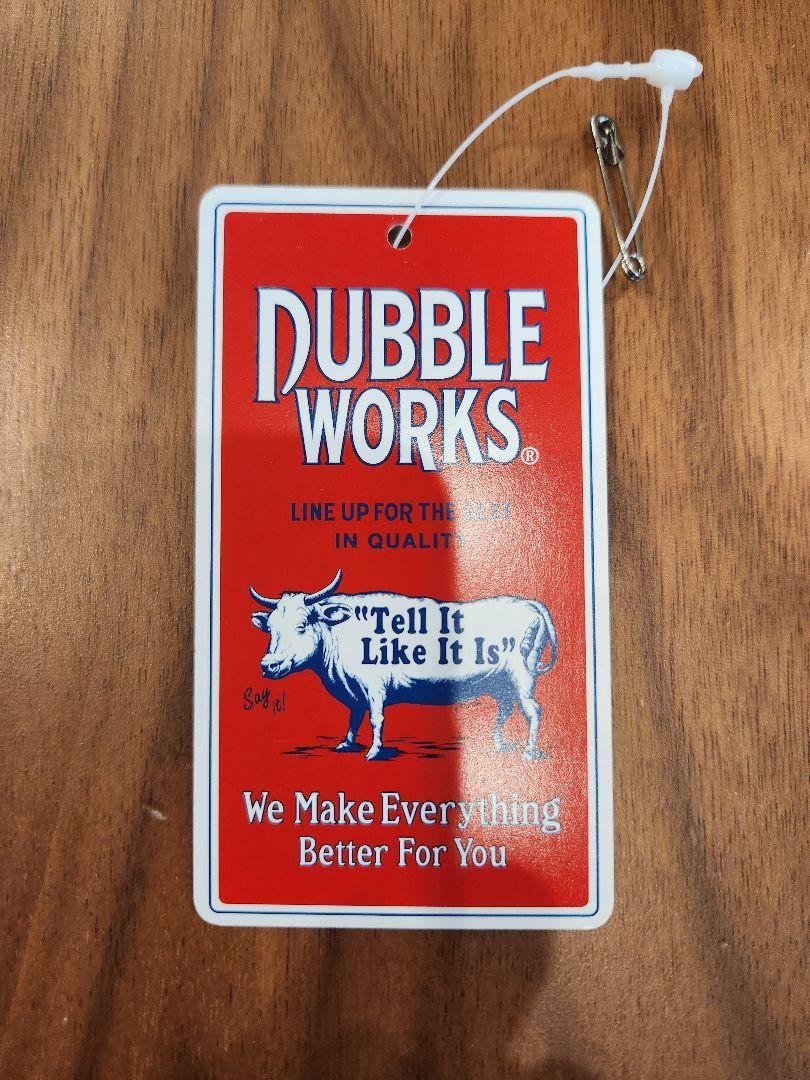 DUBBLE
WORKS®
LINE UP FOR THE BEST
IN QUALITY
"Tell It
Like It Is"
Say it!
We Make Everything
Better For You